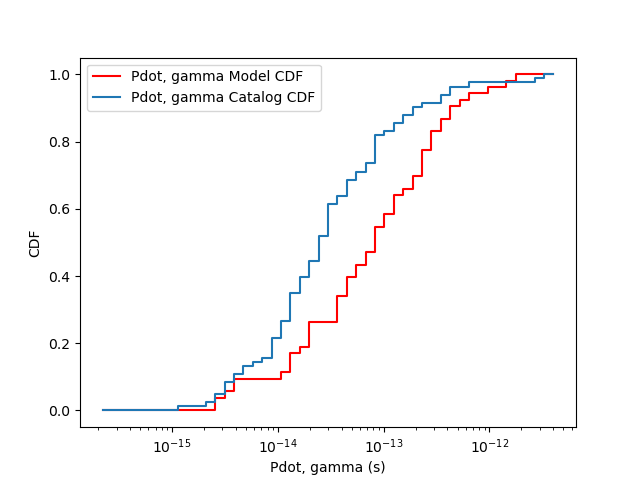 Pdot, gamma Model CDF
Pdot, gamma Catalog CDF
CDF
1.0
0.8
0.6
0.4
0.2
0.0
10⁻¹⁵ 10⁻¹⁴ 10⁻¹³ 10⁻¹²
Pdot, gamma (s)